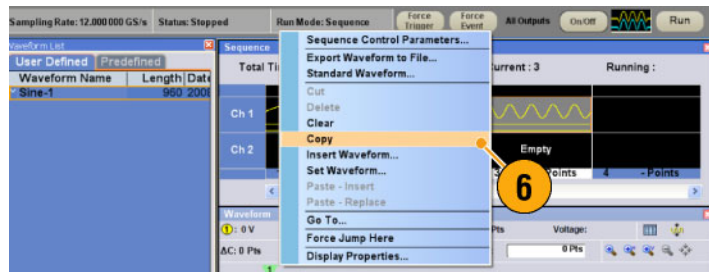 Sampling Rate: 12.000 000 GS/s Status: Stopped Run Mode: Sequence Force Trigger Force Event All Outputs On/Off Run
Waveform List
User Defined Predefined
Waveform Name Length Date
Sine-1 960 2008
Sequence
Total Ti Current : 3 Running :
Ch 1
Ch 2 Empty
3 Points 4 - Points
Sequence Control Parameters...
Export Waveform to File...
Standard Waveform...
Cut
Delete
Clear
Copy
Insert Waveform...
Set Waveform...
Paste - Insert
Paste - Replace
Go To...
Force Jump Here
Display Properties...
6
Waveform
1: 0 V Pts Voltage:
ΔC: 0 Pts 0 Pts
1